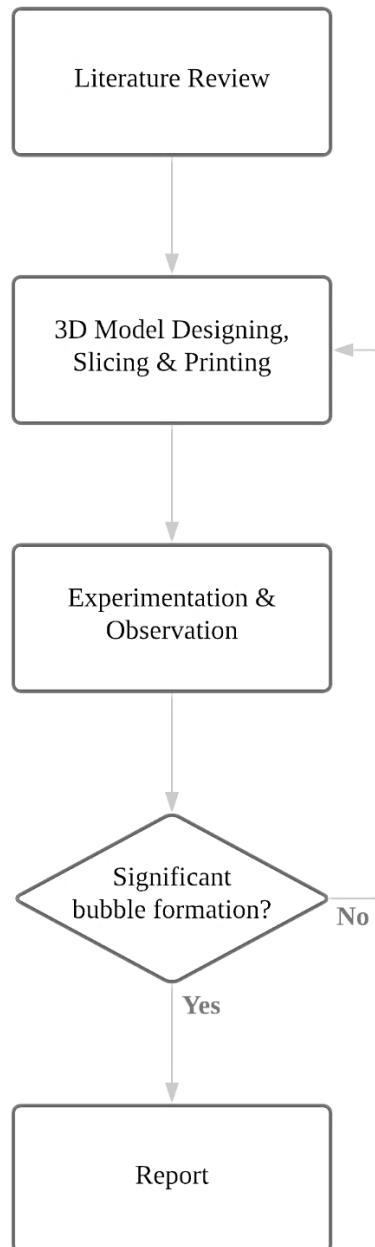 Literature Review
3D Model Designing,
Slicing & Printing
Experimentation &
Observation
Significant
bubble formation?
No
Yes
Report